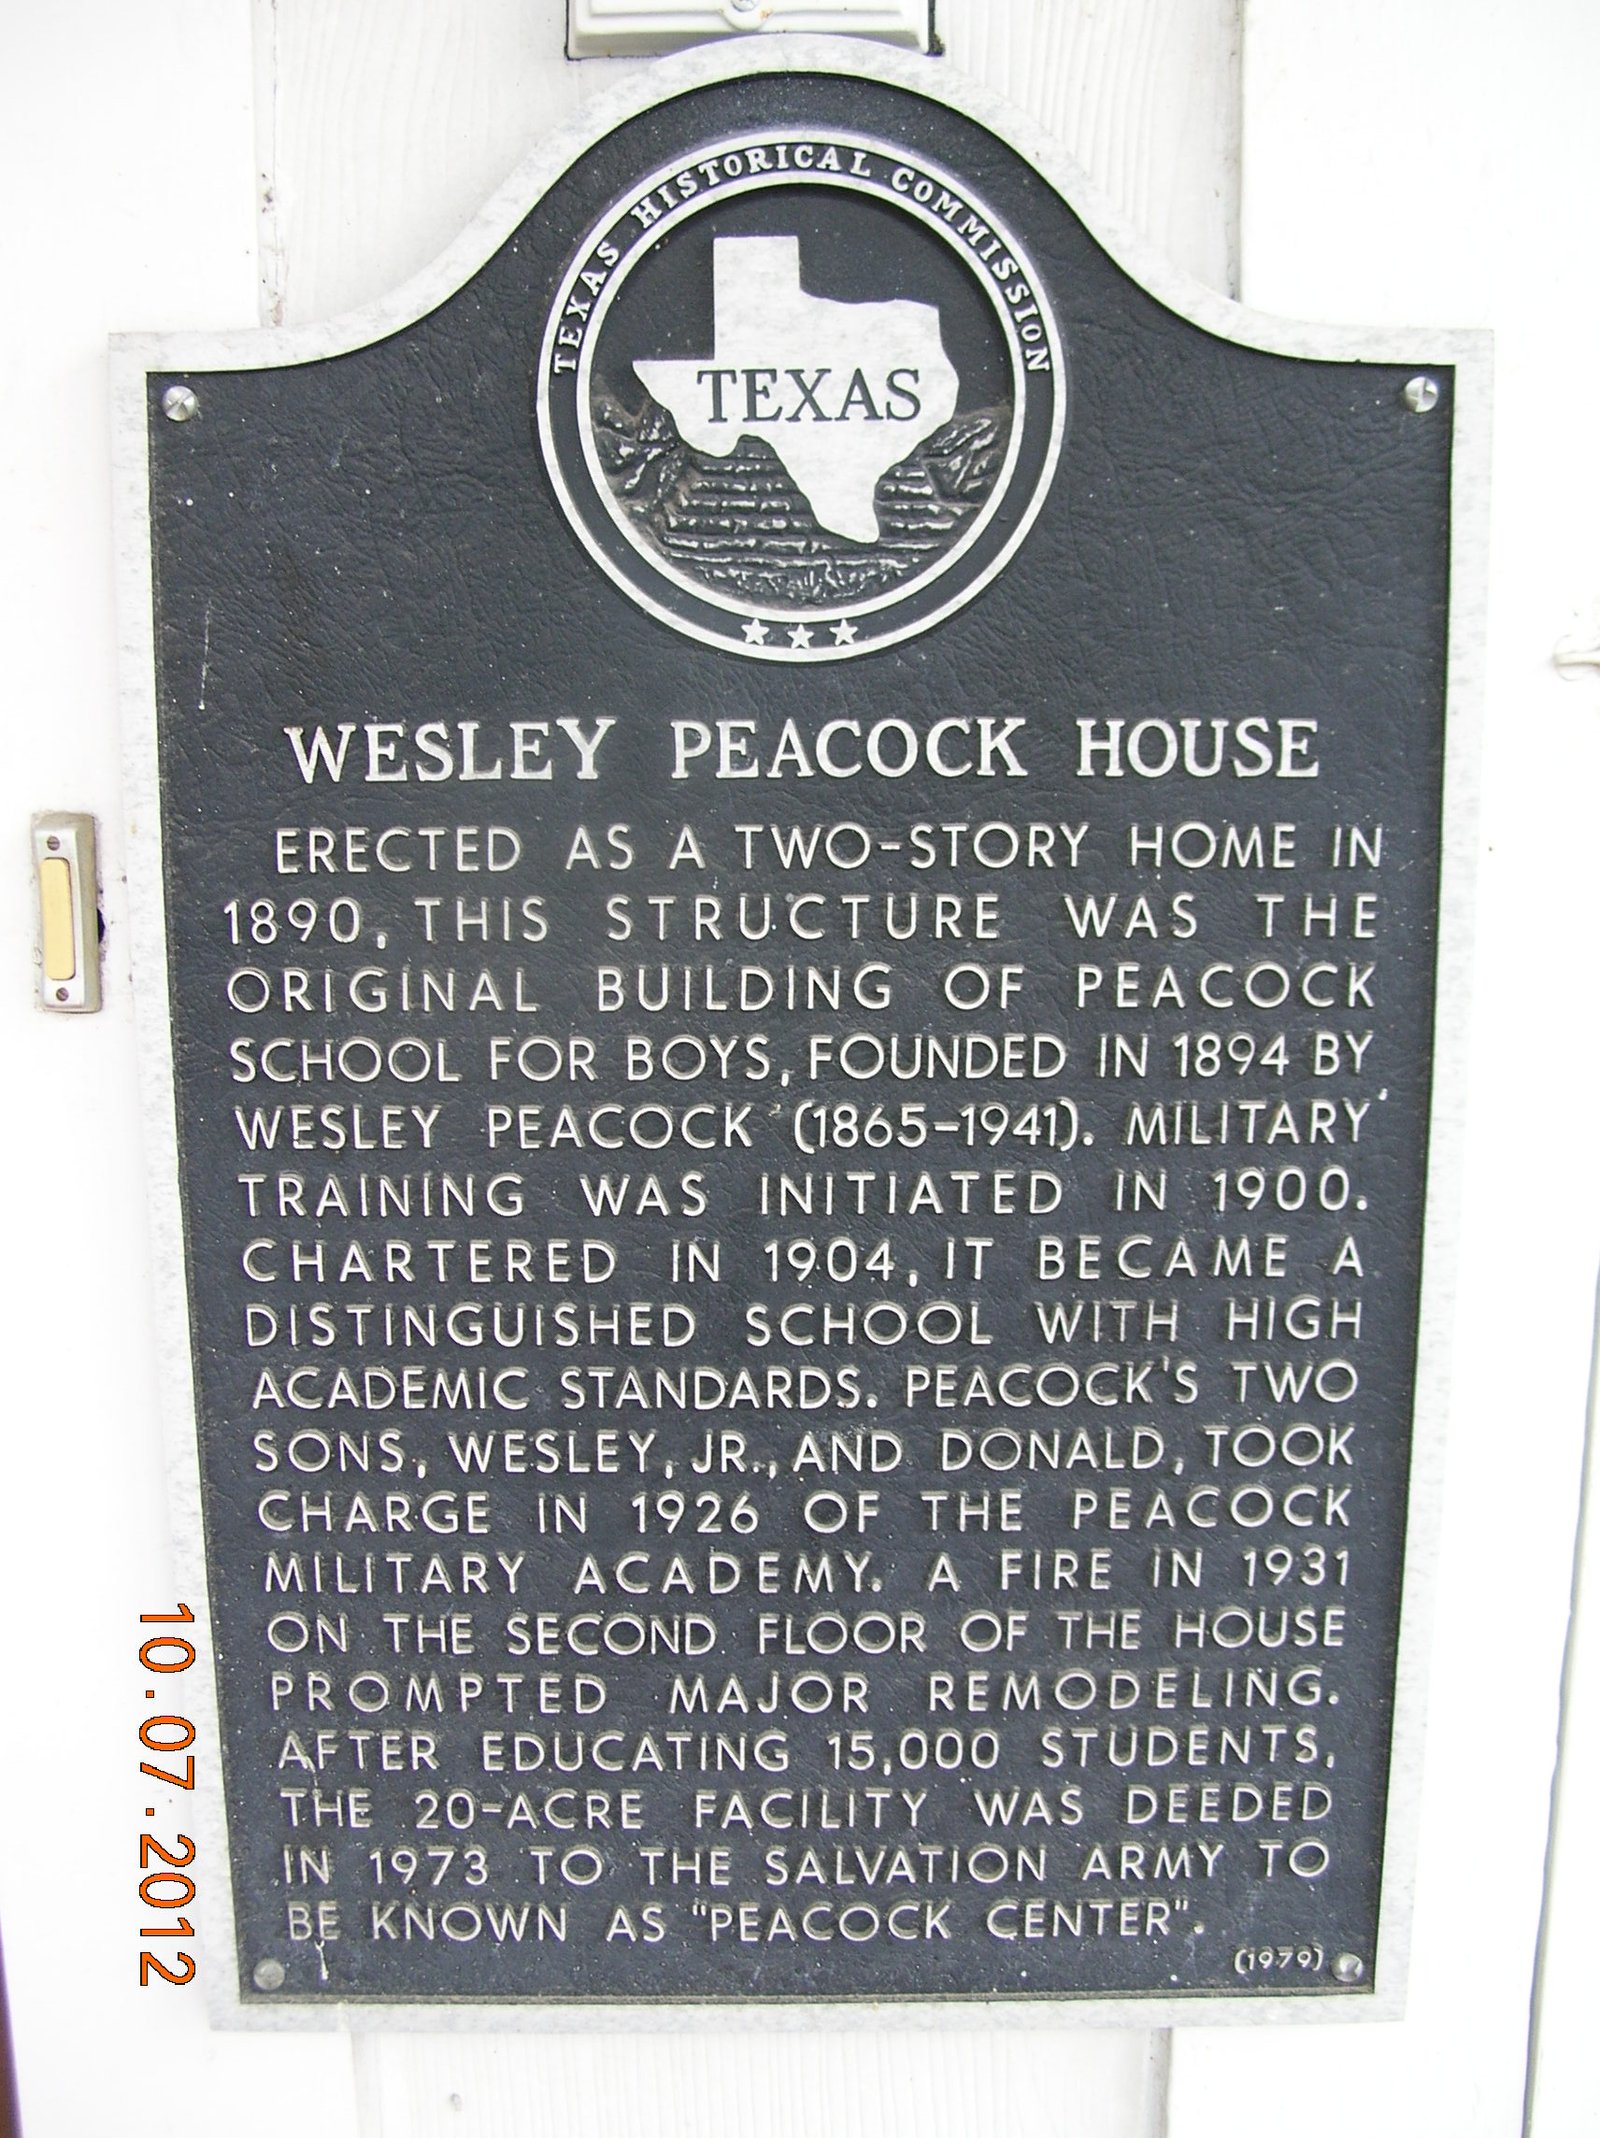 TEXAS HISTORICAL COMMISSION
TEXAS
WESLEY PEACOCK HOUSE
ERECTED AS A TWO-STORY HOME IN
1890, THIS STRUCTURE WAS THE
ORIGINAL BUILDING OF PEACOCK
SCHOOL FOR BOYS, FOUNDED IN 1894 BY
WESLEY PEACOCK (1865-1941). MILITARY
TRAINING WAS INITIATED IN 1900.
CHARTERED IN 1904, IT BECAME A
DISTINGUISHED SCHOOL WITH HIGH
ACADEMIC STANDARDS. PEACOCK'S TWO
SONS, WESLEY, JR., AND DONALD, TOOK
CHARGE IN 1926 OF THE PEACOCK
MILITARY ACADEMY. A FIRE IN 1931
ON THE SECOND FLOOR OF THE HOUSE
PROMPTED MAJOR REMODELING.
AFTER EDUCATING 15,000 STUDENTS,
THE 20-ACRE FACILITY WAS DEEDED
IN 1973 TO THE SALVATION ARMY TO
BE KNOWN AS "PEACOCK CENTER".
(1979)
10.07.2012